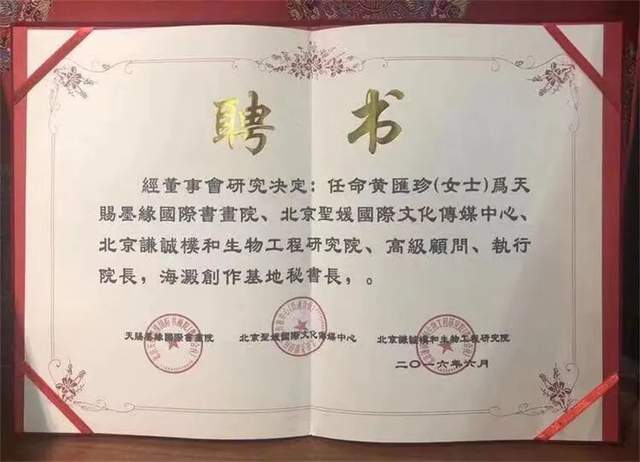 聘书
經董事會研究决定：任命黄匯珍(女士)爲天
賜墨緣國際書畫院、北京聖媛國際文化傳媒中心、
北京謙誠樸和生物工程研究院、高級顧問、執行
院長，海澱創作基地秘書長，。
天賜墨緣國際書畫院 北京聖媛國際文化傳媒中心 北京謙誠樸和生物工程研究院
二〇一六年六月